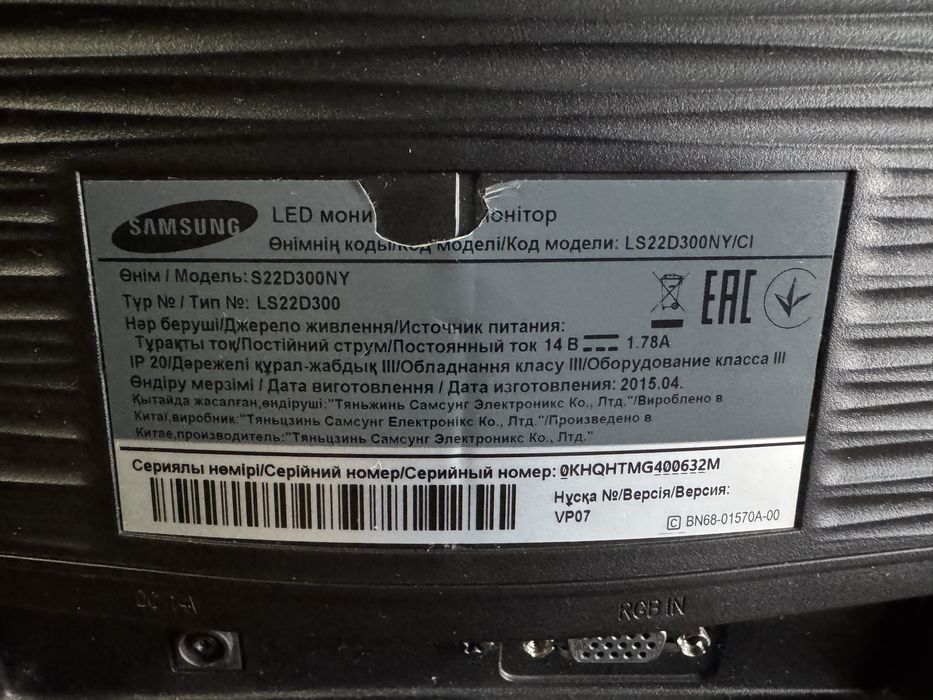 SAMSUNG
LED мони онітор
Өнімнің коды/Код моделі/Код модели: LS22D300NY/CI
Өнім / Модель: S22D300NY
Түр № / Тип №: LS22D300
EAC
Нәр беруші/Джерело живлення/Источник питания:
Тұрақты ток/Постійний струм/Постоянный ток 14 В 1.78A
IP 20/Дәрежелі құрал-жабдық III/Обладнання класу III/Оборудование класса III
Өндіру мерзімі / Дата виготовлення / Дата изготовления: 2015.04.
Қытайда жасалған,өндіруші:"Тяньжинь Самсунг Электроникс Ко., Лтд."/Вироблено в
Китаї,виробник:"Тяньцзинь Самсунг Електронікс Ко., Лтд."/Произведено в
Китае,производитель:"Тяньцзинь Самсунг Электроникс Ко., Лтд."
Сериялы нөмірі/Серійний номер/Серийный номер: 0KHQHTMG400632M
Нұсқа №/Версія/Версия:
VP07
C BN68-01570A-00
DC 14V
RGB IN